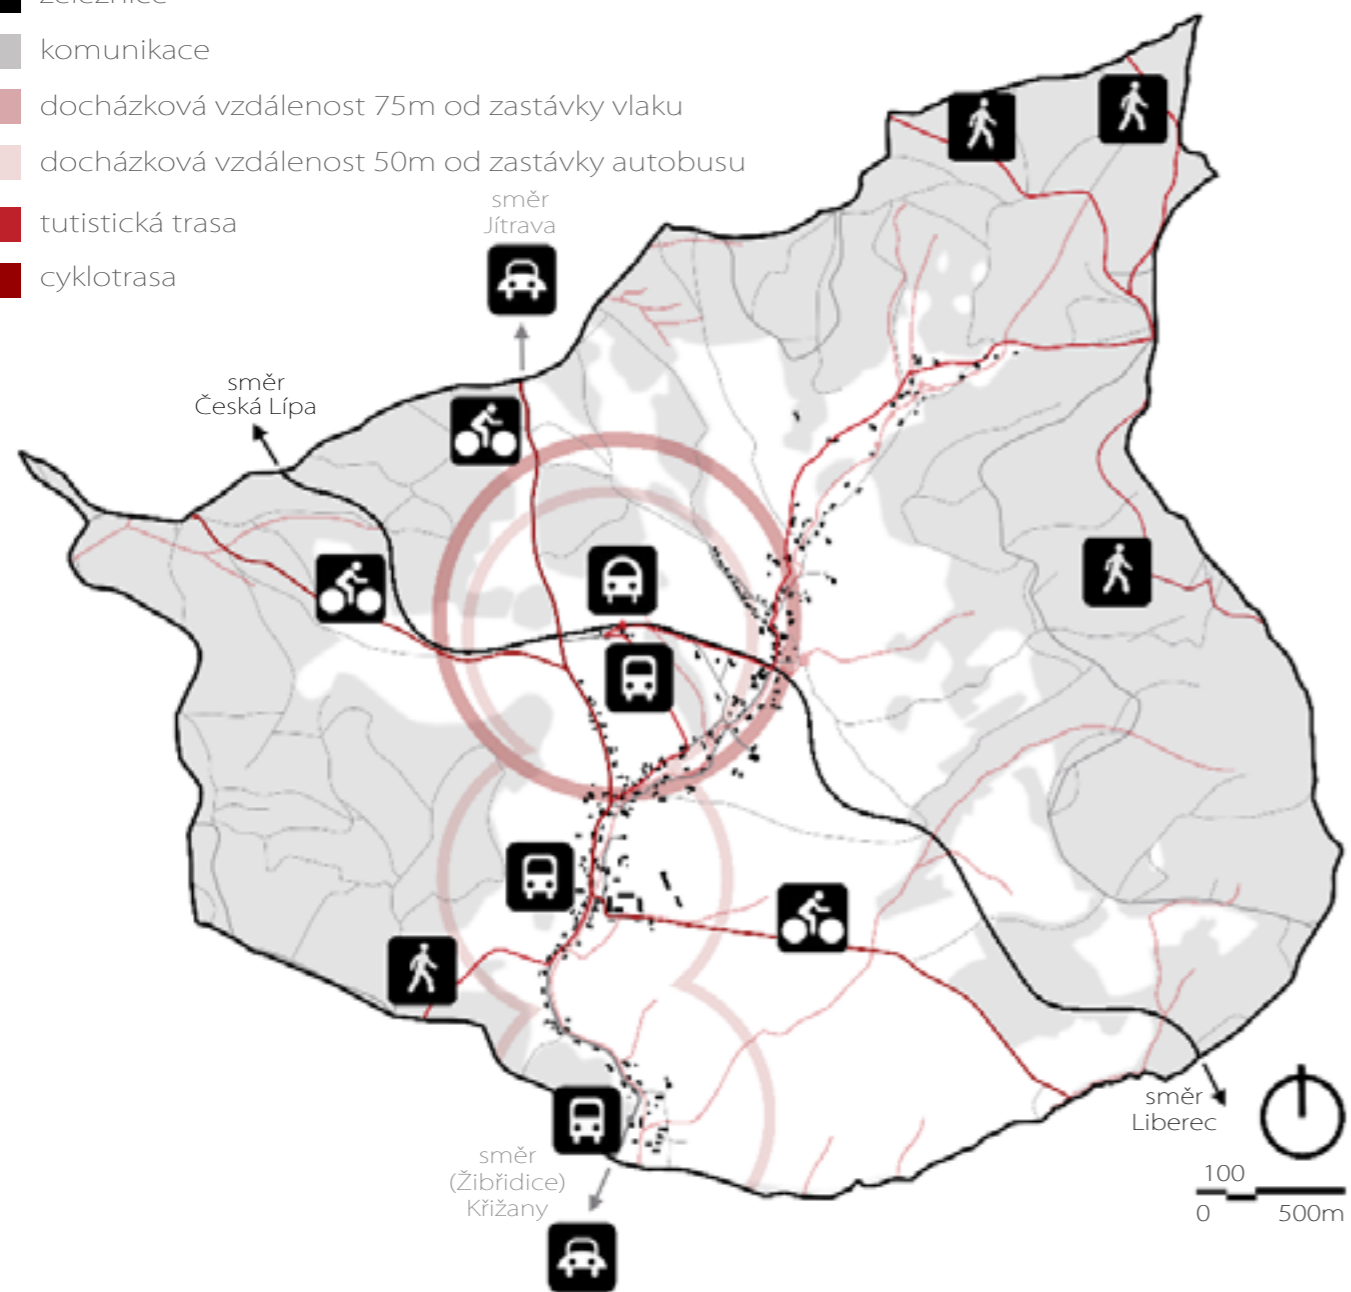 železnice
komunikace
docházková vzdálenost 75m od zastávky vlaku
docházková vzdálenost 50m od zastávky autobusu
tutistická trasa
cyklotrasa
směr
Jítrava
směr
Česká Lípa
směr
Liberec
směr
(Žibřidice)
Křižany
100
0 500m